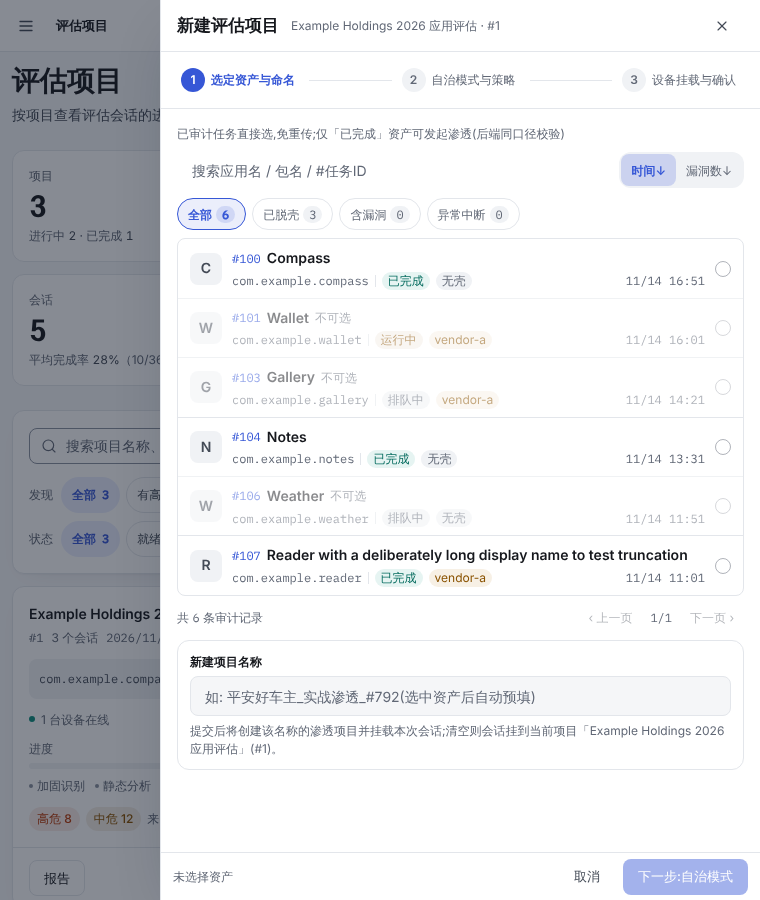 评估项目
评估项目
按项目查看评估会话的进
项目
3
进行中 2 · 已完成 1
会话
5
平均完成率 28%（10/36
搜索项目名称、
发现 全部 3 有高
状态 全部 3 就绪
Example Holdings 2
#1 3 个会话 2026/11/
com.example.compa
1 台设备在线
进度
加固识别 静态分析
高危 8 中危 12 来
报告
新建评估项目 Example Holdings 2026 应用评估 · #1
1 选定资产与命名 2 自治模式与策略 3 设备挂载与确认
已审计任务直接选,免重传;仅「已完成」资产可发起渗透(后端同口径校验)
搜索应用名 / 包名 / #任务ID 时间↓ 漏洞数↓
全部 6 已脱壳 3 含漏洞 0 异常中断 0
C #100 Compass
com.example.compass 已完成 无壳 11/14 16:51
W #101 Wallet 不可选
com.example.wallet 运行中 vendor-a 11/14 16:01
G #103 Gallery 不可选
com.example.gallery 排队中 vendor-a 11/14 14:21
N #104 Notes
com.example.notes 已完成 无壳 11/14 13:31
W #106 Weather 不可选
com.example.weather 排队中 无壳 11/14 11:51
R #107 Reader with a deliberately long display name to test truncation
com.example.reader 已完成 vendor-a 11/14 11:01
共 6 条审计记录 ‹ 上一页 1/1 下一页 ›
新建项目名称
如: 平安好车主_实战渗透_#792(选中资产后自动预填)
提交后将创建该名称的渗透项目并挂载本次会话;清空则会话挂到当前项目「Example Holdings 2026
应用评估」(#1)。
未选择资产 取消 下一步:自治模式